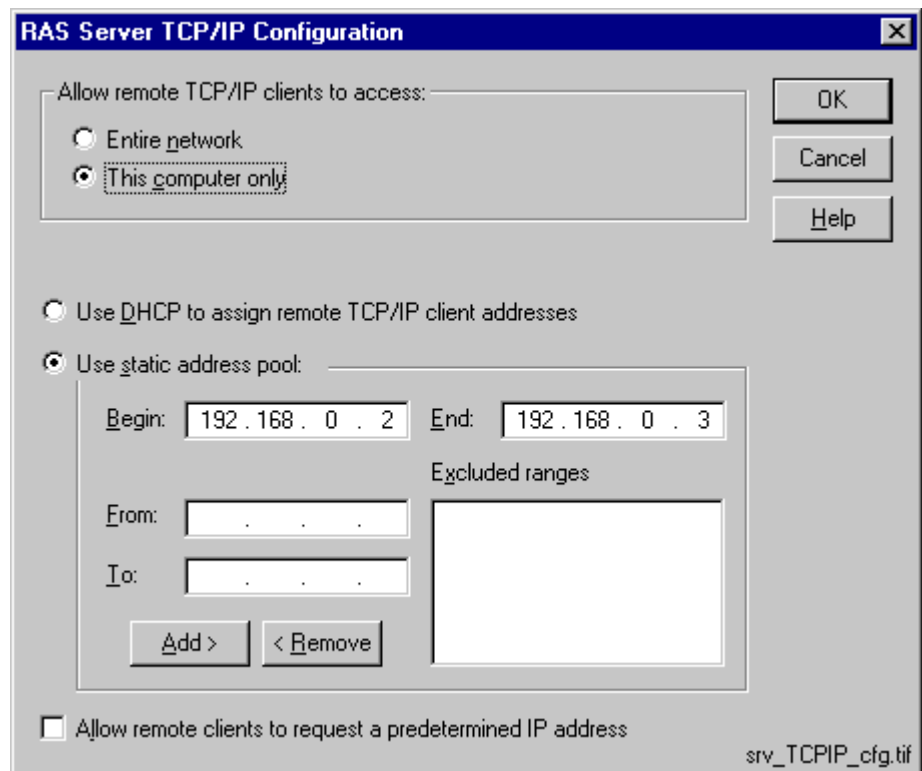 RAS Server TCP/IP Configuration
Allow remote TCP/IP clients to access:
Entire network
This computer only
OK
Cancel
Help
Use DHCP to assign remote TCP/IP client addresses
Use static address pool:
Begin: 192.168. 0 . 2 End: 192.168. 0 . 3
Excluded ranges
From: . . .
To: . . .
Add > < Remove
Allow remote clients to request a predetermined IP address
srv_TCPIP_cfg.tif